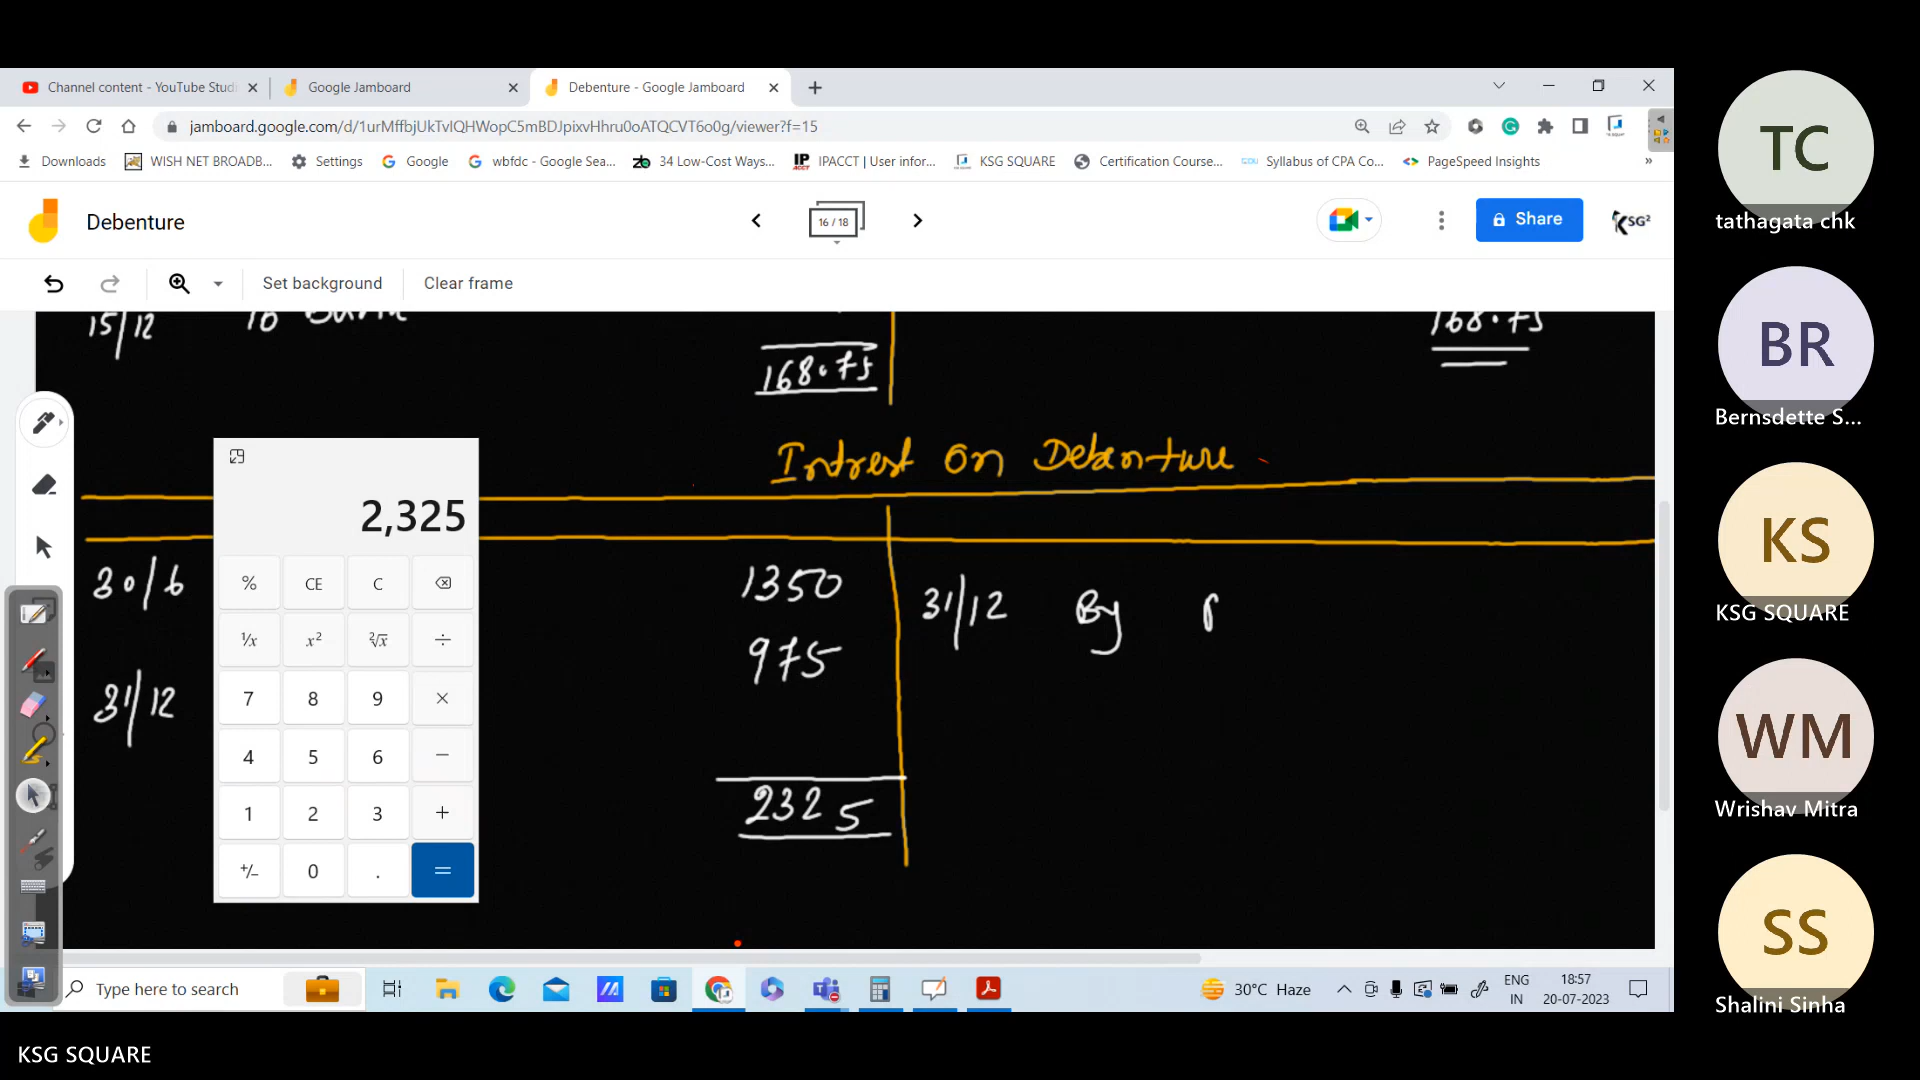 Channel content - YouTube Studi
Google Jamboard
Debenture - Google Jamboard
jamboard.google.com/d/1urMffbjUkTvIQHWopC5mBDJpixvHhru0oATQCVT6o0g/viewer?f=15
Downloads
WISH NET BROADB...
Settings
Google
wbfdc - Google Sea...
34 Low-Cost Ways...
IPACCT | User infor...
KSG SQUARE
Certification Course...
Syllabus of CPA Co...
PageSpeed Insights
Debenture
16 / 18
Share
KSG²
Set background
Clear frame
15/12 To Bank
168.75
168.75
Intrest on Debenture
2,325
% CE C
1/x x² ²√x ÷
7 8 9 ×
4 5 6 −
1 2 3 +
+/− 0 . =
30/6 1350 31/12 By
975
31/12
2325
Type here to search
30°C Haze
ENG
IN
18:57
20-07-2023
TC
tathagata chk
BR
Bernsdette S...
KS
KSG SQUARE
WM
Wrishav Mitra
SS
Shalini Sinha
KSG SQUARE